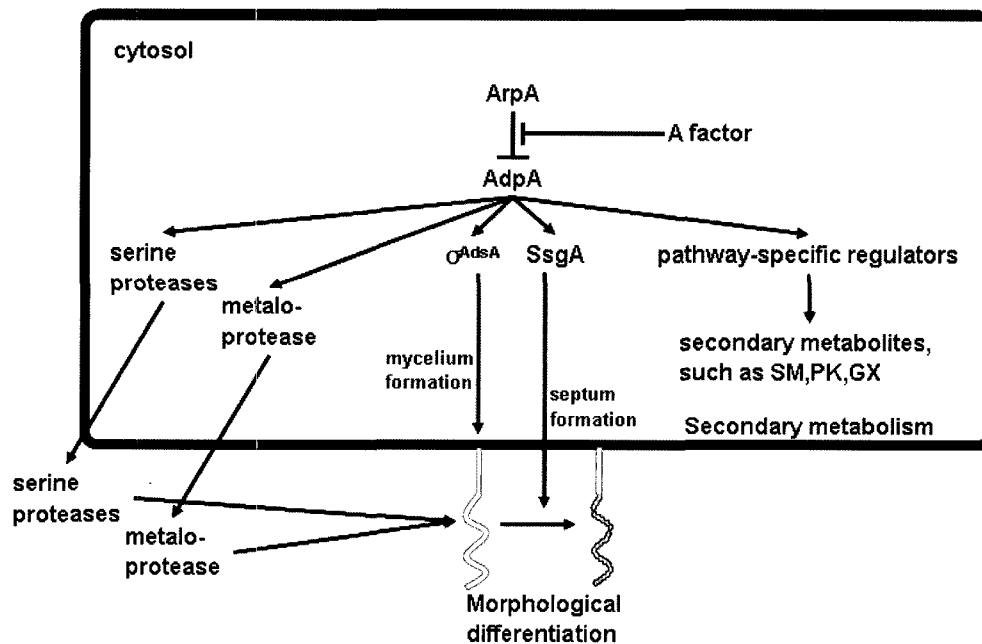 cytosol
ArpA
A factor
AdpA
serine
proteases
metalo-
protease
σAdsA
SsgA
pathway-specific regulators
secondary metabolites,
such as SM,PK,GX
mycelium
formation
septum
formation
Secondary metabolism
serine
proteases
metalo-
protease
Morphological
differentiation